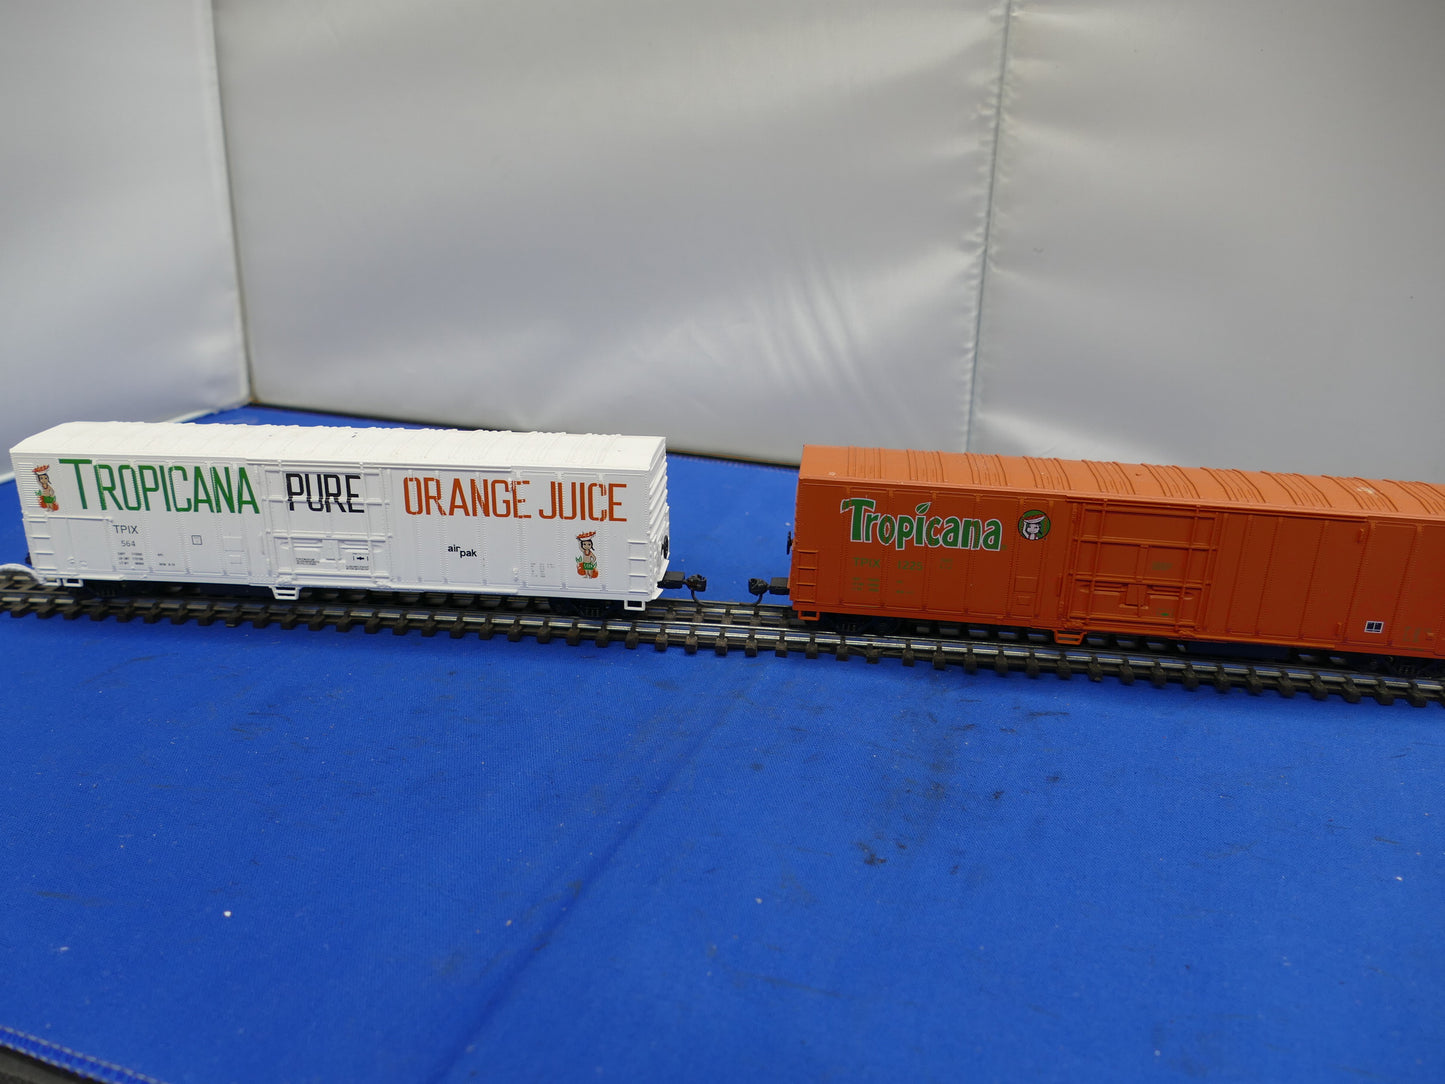 TROPICANA PURE ORANGE JUICE
TPIX
564
air
pak
Tropicana
TPIX